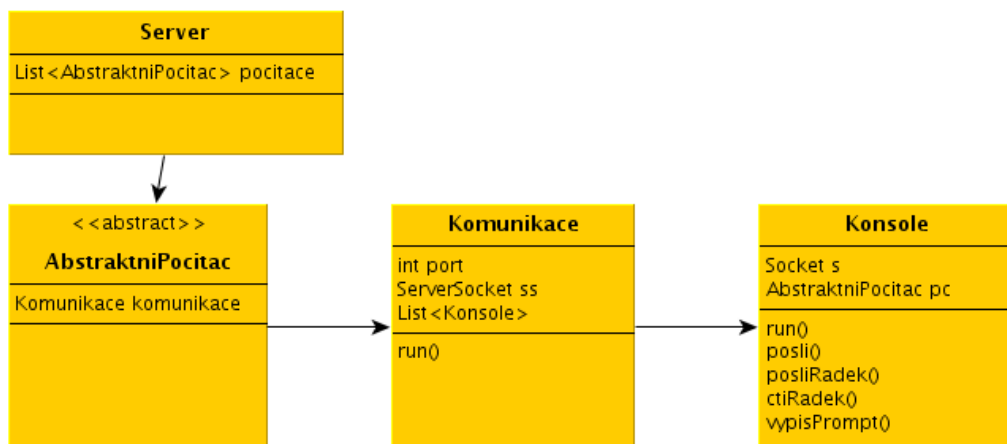 Server
List<AbstraktniPocitac> pocitace
<<abstract>>
AbstraktniPocitac
Komunikace komunikace
Komunikace
int port
ServerSocket ss
List<Konsole>
run()
Konsole
Socket s
AbstraktniPocitac pc
run()
posli()
posliRadek()
ctiRadek()
vypisPrompt()